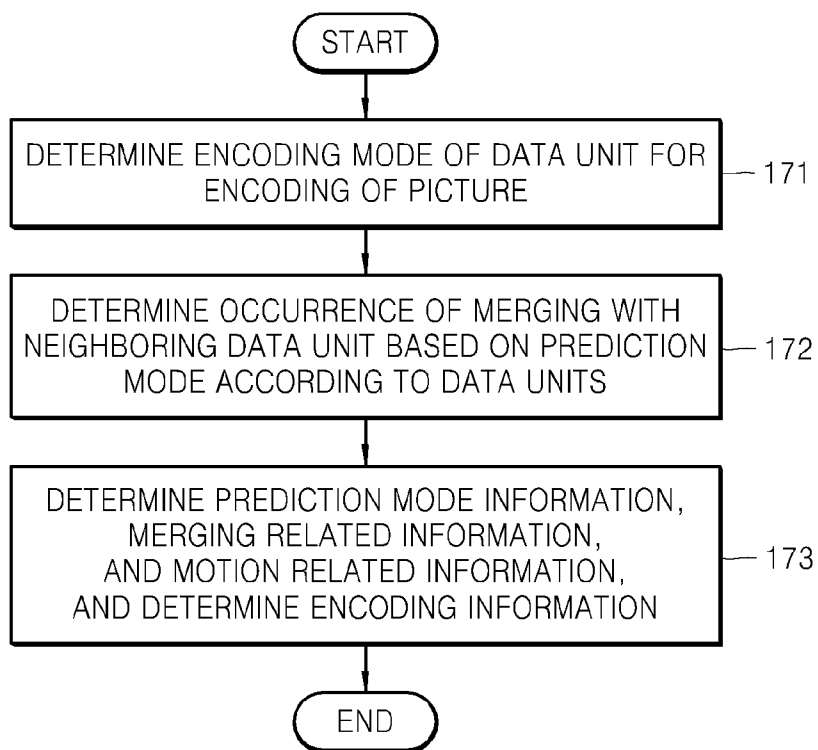 START
DETERMINE ENCODING MODE OF DATA UNIT FOR
ENCODING OF PICTURE
171
DETERMINE OCCURRENCE OF MERGING WITH
NEIGHBORING DATA UNIT BASED ON PREDICTION
MODE ACCORDING TO DATA UNITS
172
DETERMINE PREDICTION MODE INFORMATION,
MERGING RELATED INFORMATION,
AND MOTION RELATED INFORMATION,
AND DETERMINE ENCODING INFORMATION
173
END